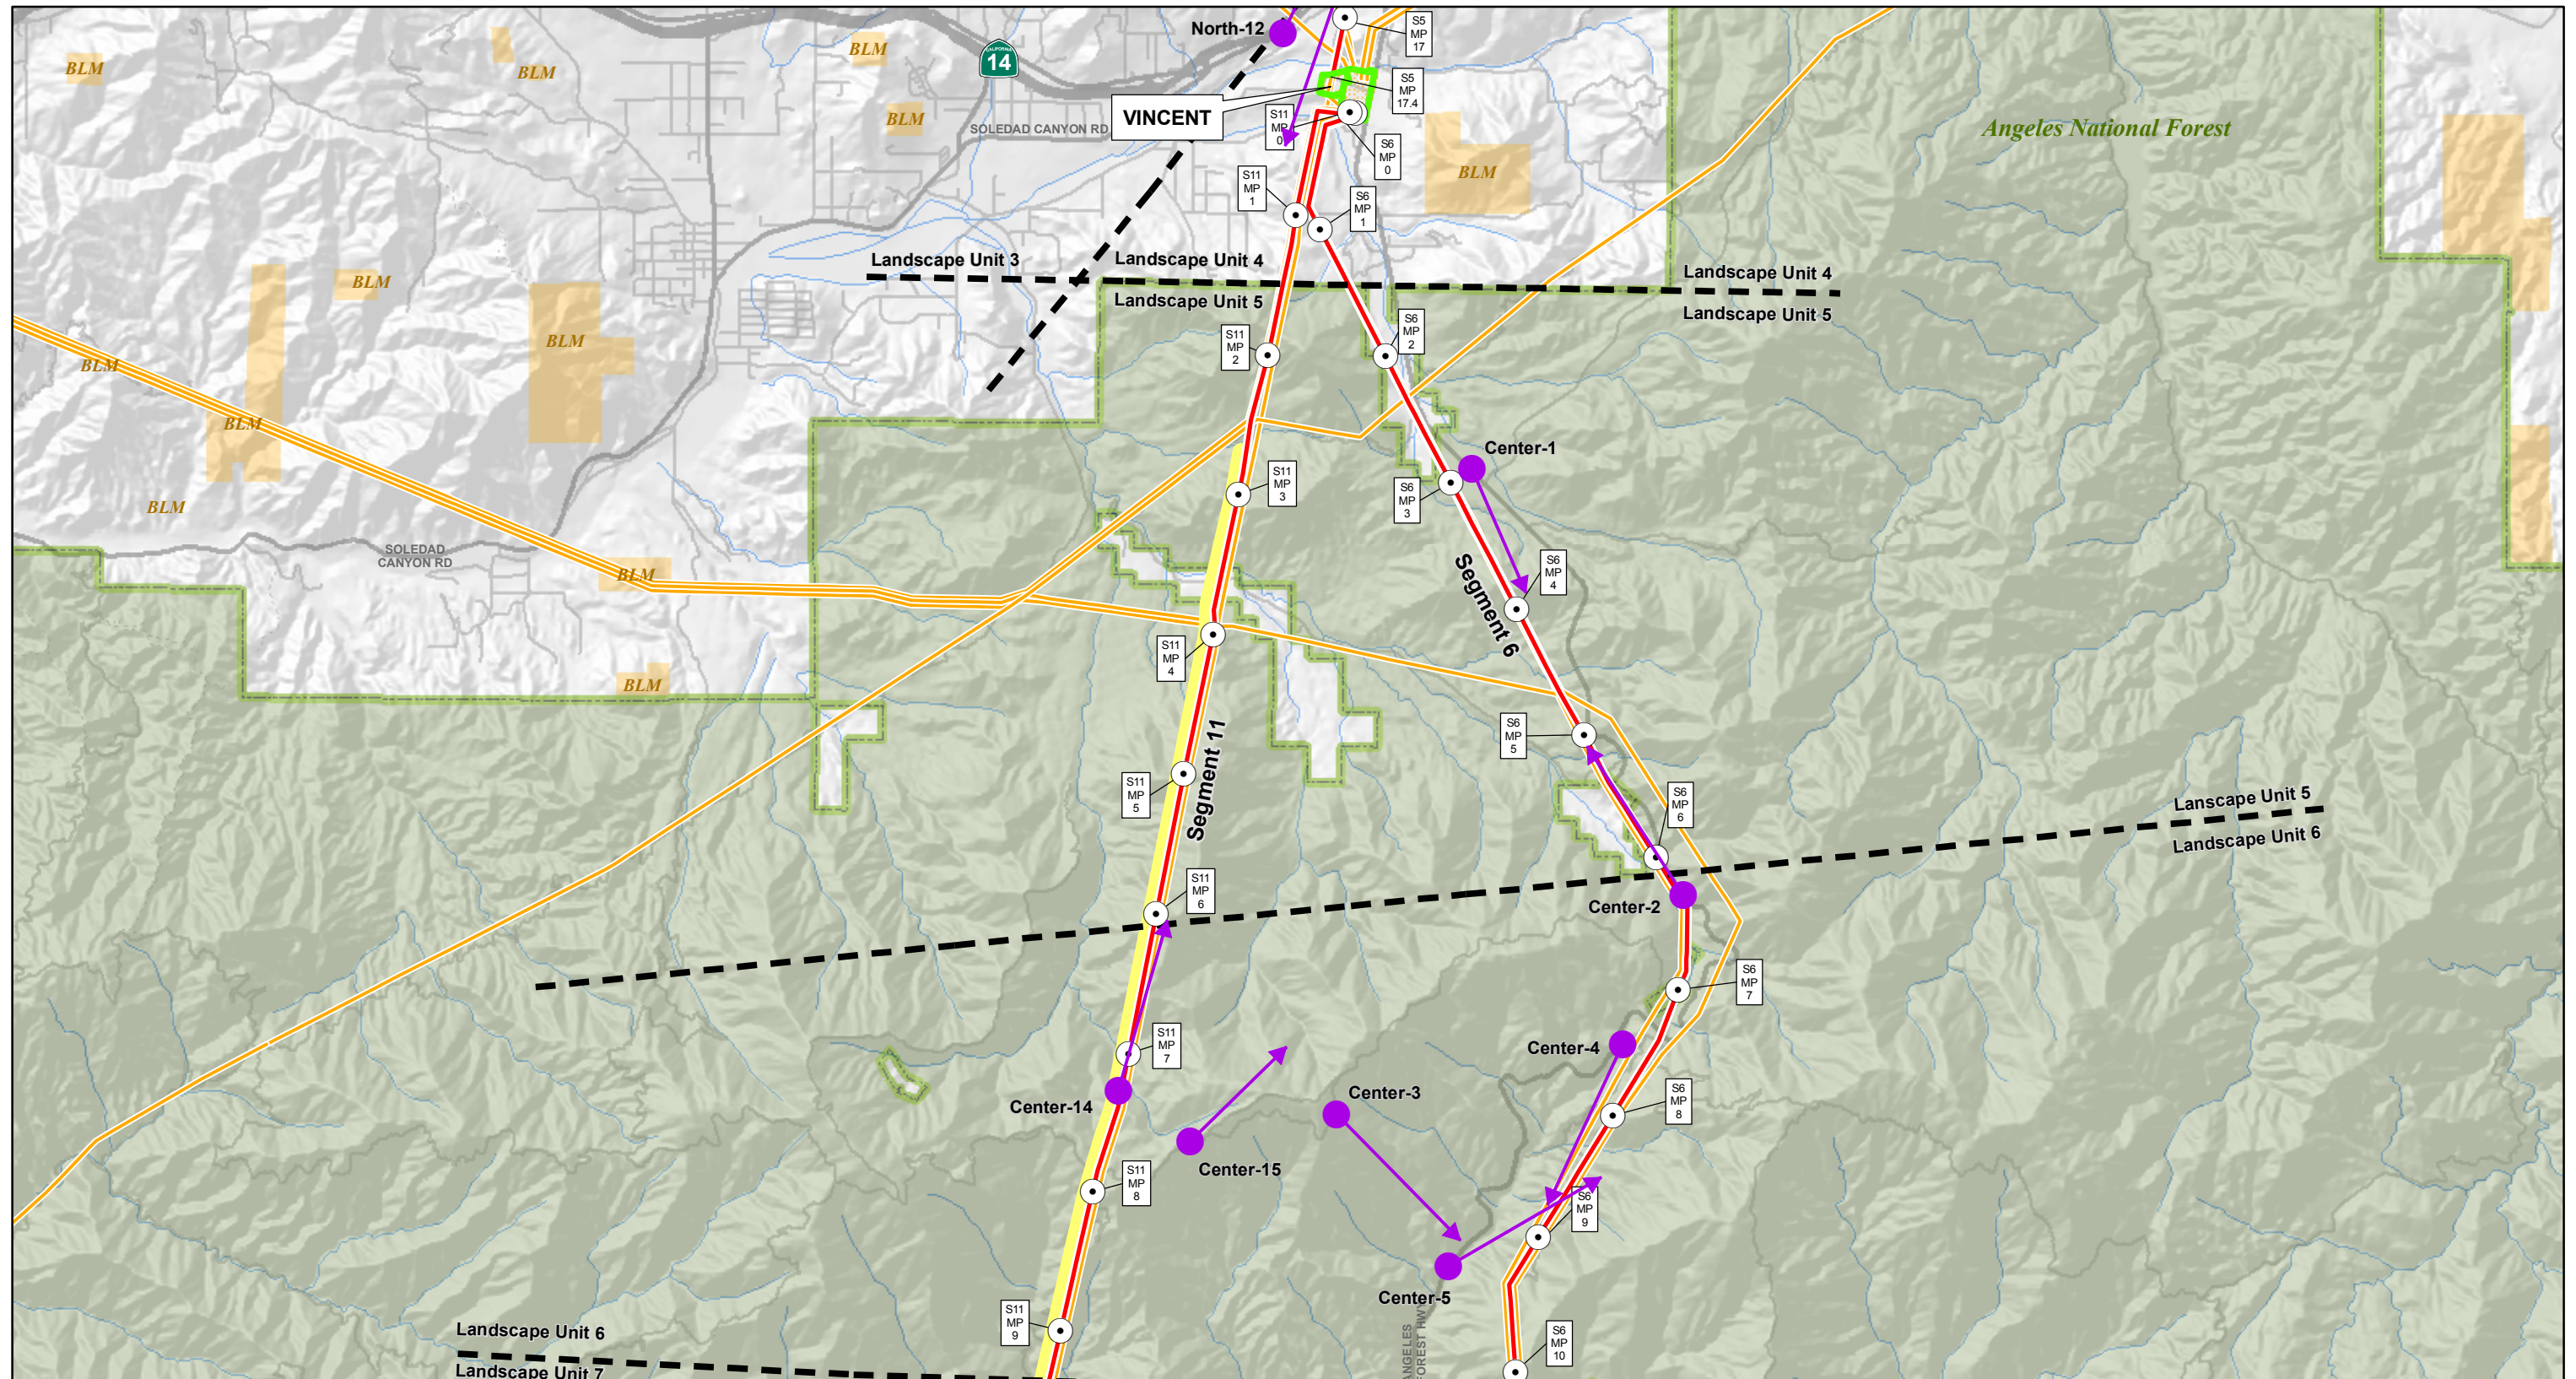 North-12
S5
MP
17
BLM
BLM
BLM
CALIFORNIA
14
S5
MP
17.4
VINCENT
BLM
SOLEDAD CANYON RD
S11
MP
0
Angeles National Forest
S6
MP
0
BLM
S11
MP
1
S6
MP
1
Landscape Unit 3
Landscape Unit 4
Landscape Unit 4
BLM
Landscape Unit 5
Landscape Unit 5
S11
MP
2
S6
MP
2
BLM
BLM
BLM
Center-1
S11
MP
3
S6
MP
3
BLM
SOLEDAD
CANYON RD
BLM
S6
MP
4
Segment 6
S11
MP
4
BLM
S6
MP
5
Segment 11
S11
MP
5
S6
MP
6
Lanscape Unit 5
Landscape Unit 6
S11
MP
6
Center-2
S6
MP
7
S11
MP
7
Center-4
Center-14
Center-3
S6
MP
8
Center-15
S11
MP
8
S6
MP
9
Center-5
S11
MP
9
Landscape Unit 6
Landscape Unit 7
ANGELES
FOREST HWY
S6
MP
10